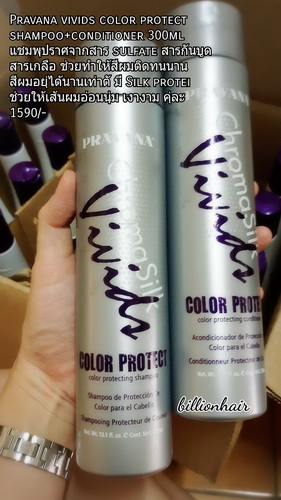 Pravana vivids color protect
shampoo+conditioner 300ml
แชมพูปราศจากสาร sulfate สารกันบูด
สารเกลือ ช่วยทำให้สีผมติดทนนาน
สีผมอยู่ได้นานเท่าตัว มี Silk protei
ช่วยให้เส้นผมอ่อนนุ่ม เงางาม คู่ละ
1590/-
PRAVANA
ChromaSilk
Vivids
COLOR PROTECT
color protecting shampoo
Shampoo de Protección de
Color para el Cabello
Shampooing Protecteur de Couleur
PRAVANA
ChromaSilk
Vivids
COLOR PROTE
color protecting conditioner
Acondicionador de Protección
Color para el Cabello
Conditionneur Protecteur de
billionhair